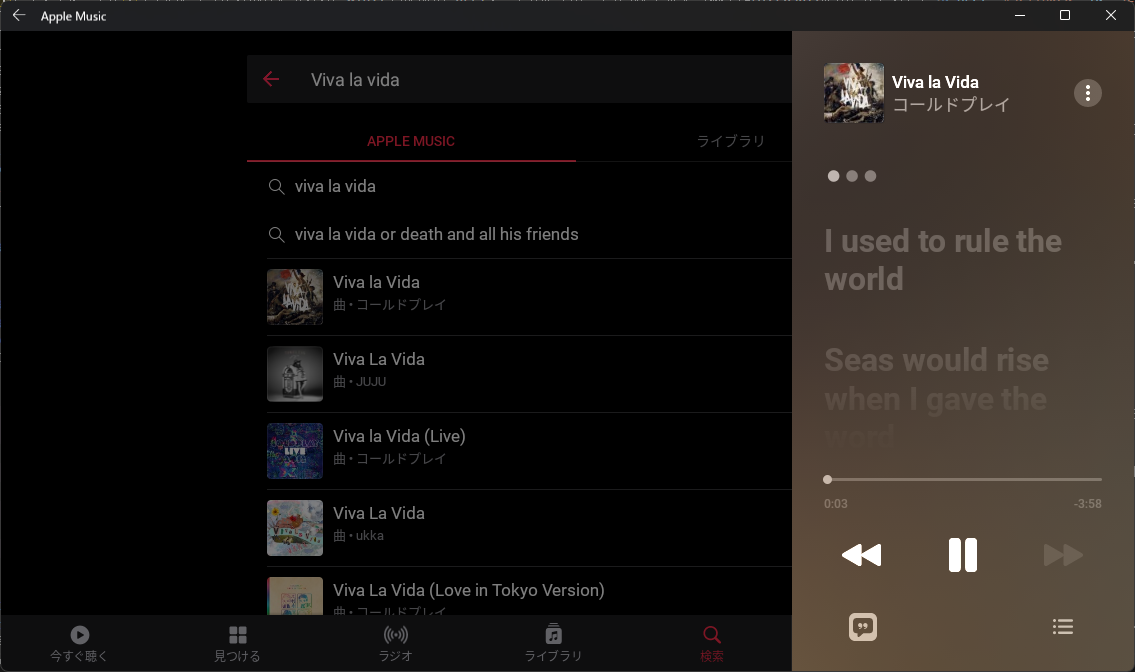 Apple Music
Viva la vida
APPLE MUSIC
ライブラリ
viva la vida
viva la vida or death and all his friends
Viva la Vida
曲・コールドプレイ
Viva La Vida
曲・JUJU
Viva la Vida (Live)
曲・コールドプレイ
Viva La Vida
曲・ukka
Viva La Vida (Love in Tokyo Version)
曲・コールドプレイ
今すぐ聴く
見つける
ラジオ
ライブラリ
検索
VIVA
LA VIDA
Viva la Vida
コールドプレイ
I used to rule the
world
Seas would rise
when I gave the
word
0:03
-3:58